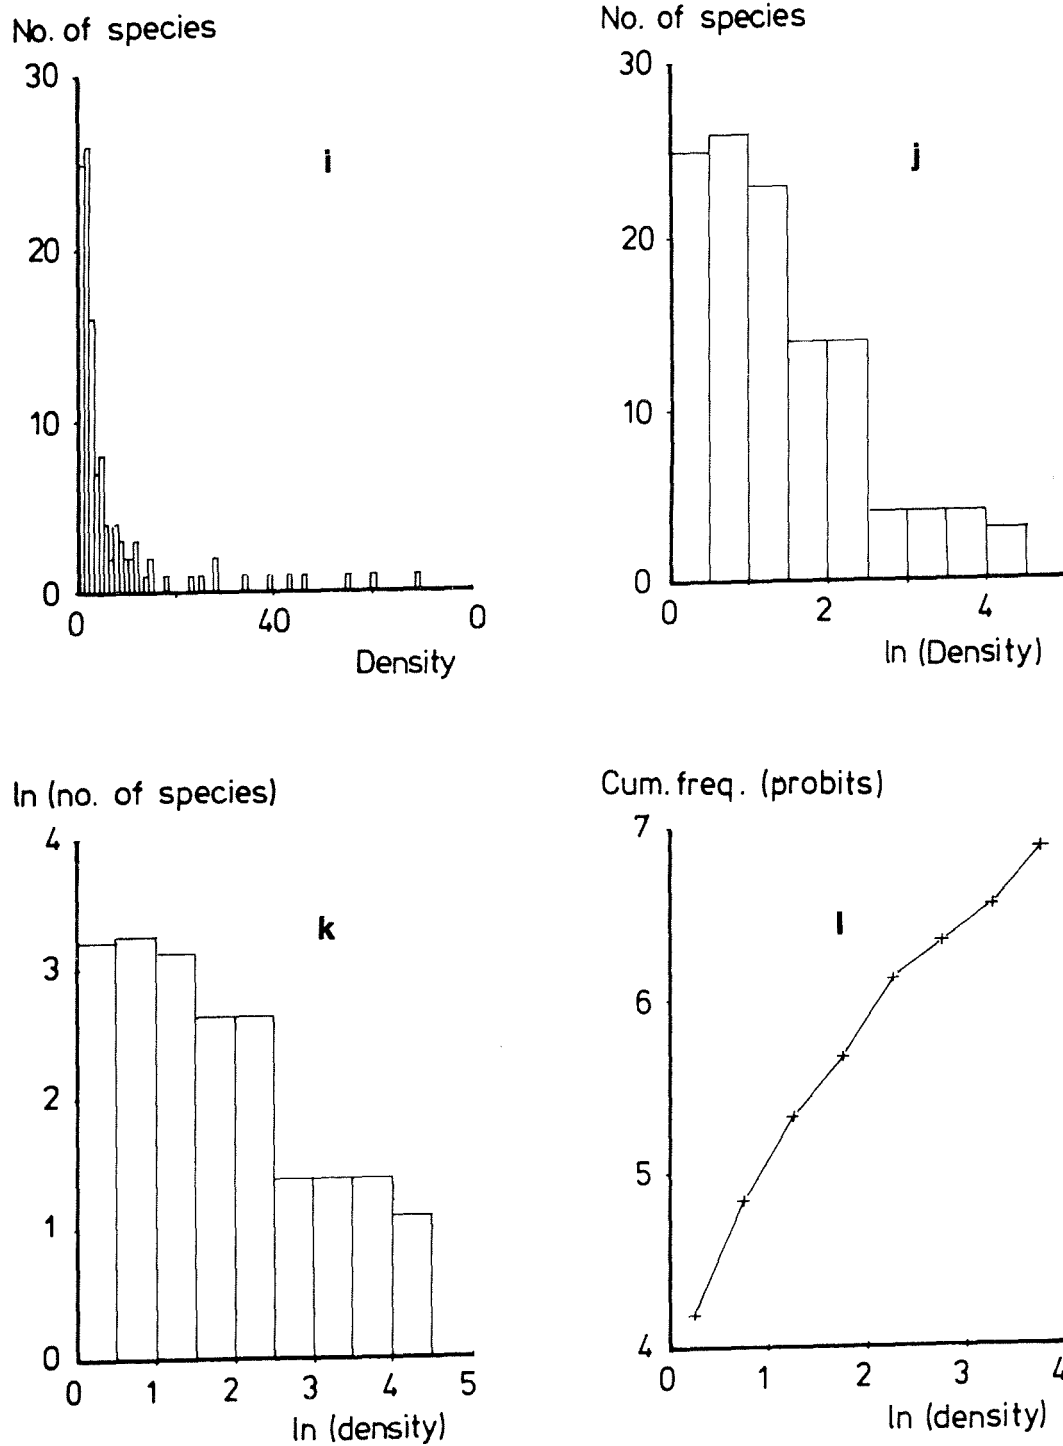 No. of species
30
20
10
0
i
0 40 0
Density
No. of species
30
20
10
0
j
0 2 4
ln (Density)
ln (no. of species)
4
3
2
1
0
k
0 1 2 3 4 5
ln (density)
Cum. freq. (probits)
7
6
5
4
l
0 1 2 3 4
ln (density)